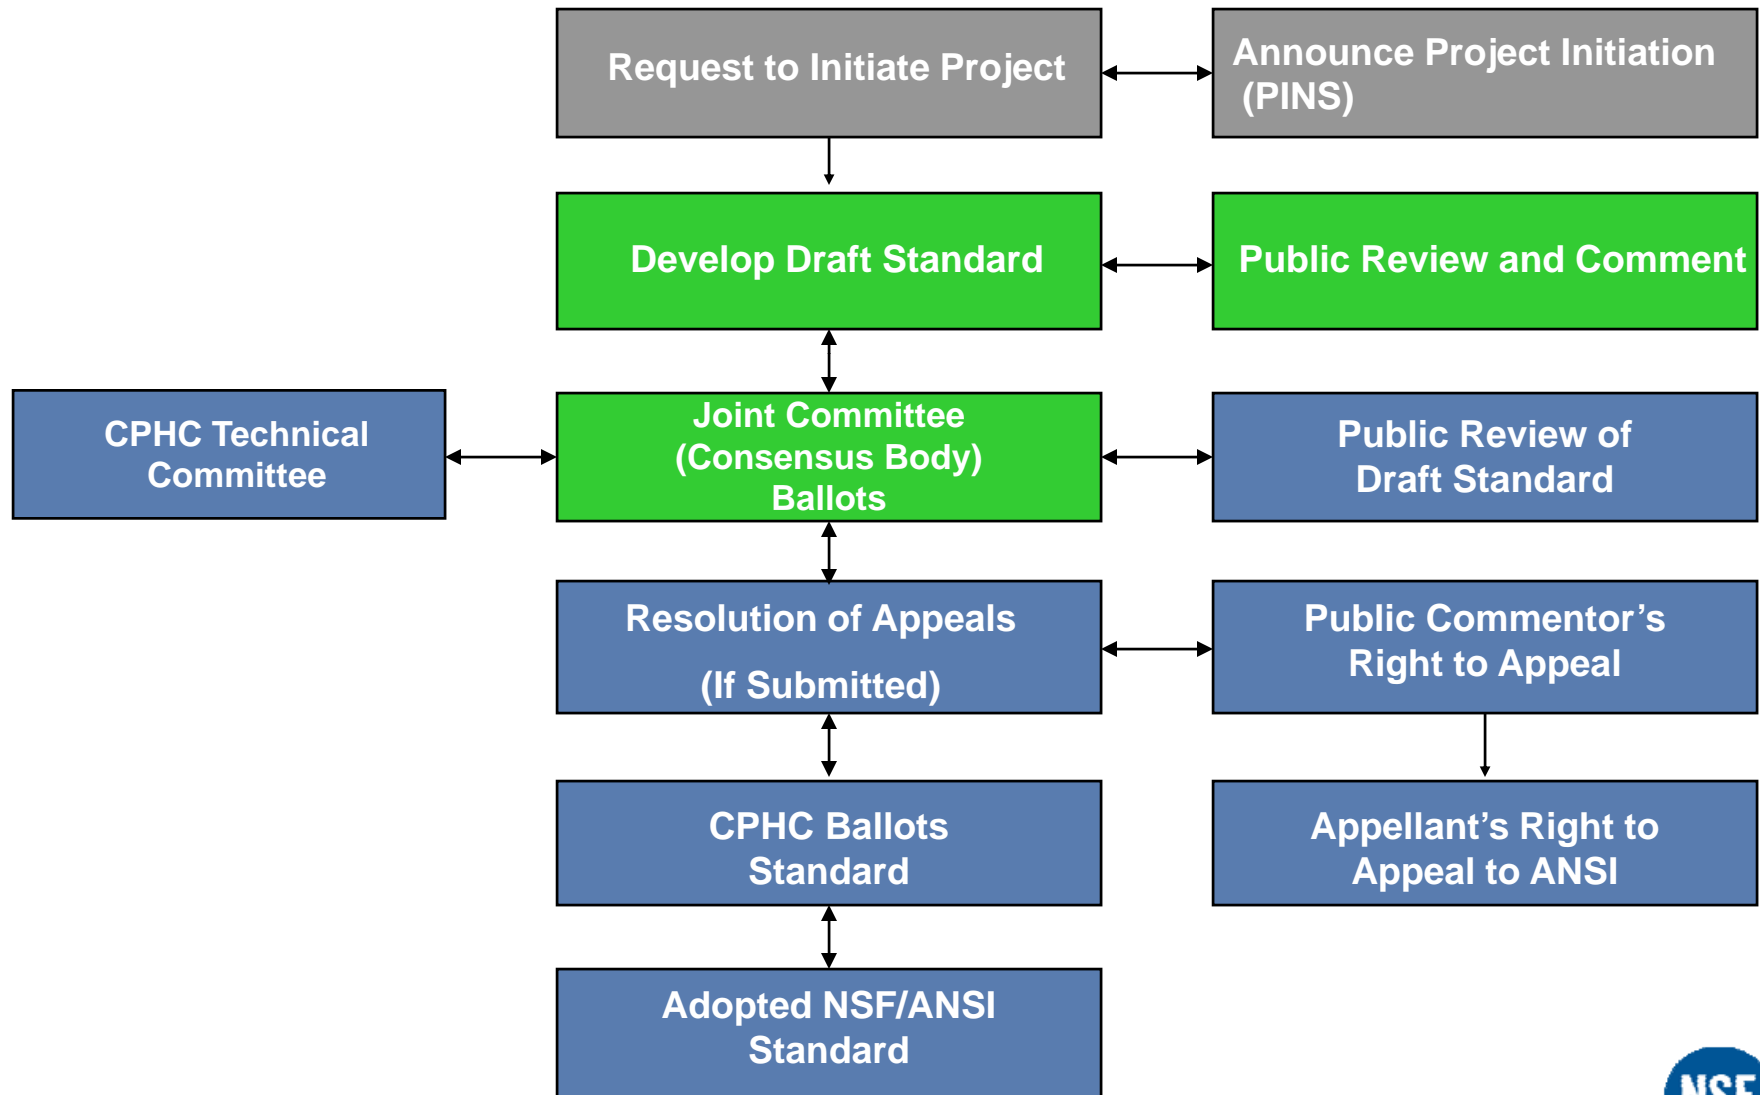 Request to Initiate Project
Announce Project Initiation
(PINS)
Develop Draft Standard
Public Review and Comment
CPHC Technical
Committee
Joint Committee
(Consensus Body)
Ballots
Public Review of
Draft Standard
Resolution of Appeals
(If Submitted)
Public Commentor’s
Right to Appeal
CPHC Ballots
Standard
Appellant’s Right to
Appeal to ANSI
Adopted NSF/ANSI
Standard
NSF